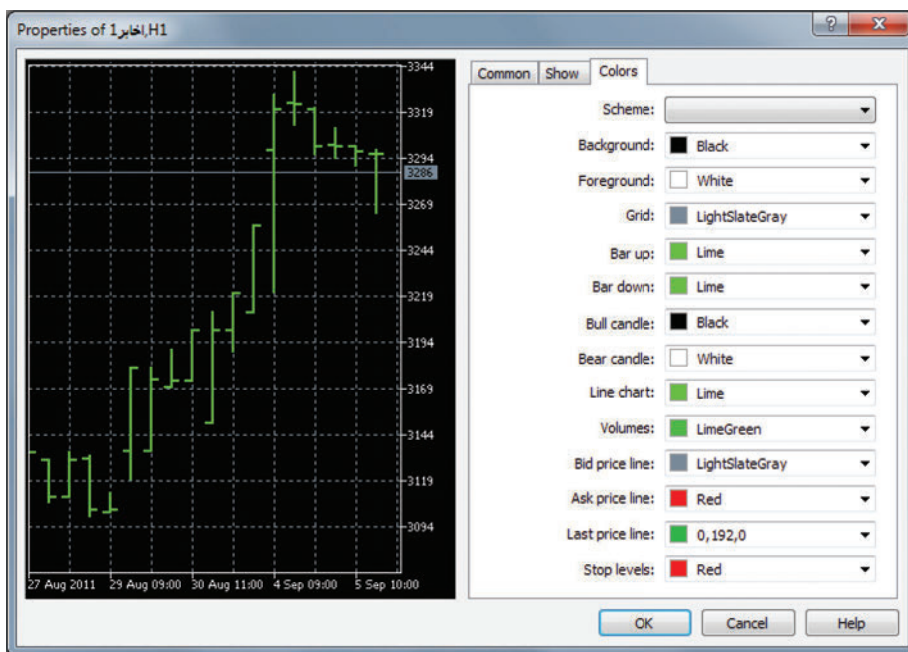 Properties of اخابر1,H1
Common Show Colors
Scheme:
Background: Black
Foreground: White
Grid: LightSlateGray
Bar up: Lime
Bar down: Lime
Bull candle: Black
Bear candle: White
Line chart: Lime
Volumes: LimeGreen
Bid price line: LightSlateGray
Ask price line: Red
Last price line: 0,192,0
Stop levels: Red
3344
3319
3294
3286
3269
3244
3219
3194
3169
3144
3119
3094
27 Aug 2011 29 Aug 09:00 30 Aug 11:00 4 Sep 09:00 5 Sep 10:00
OK Cancel Help